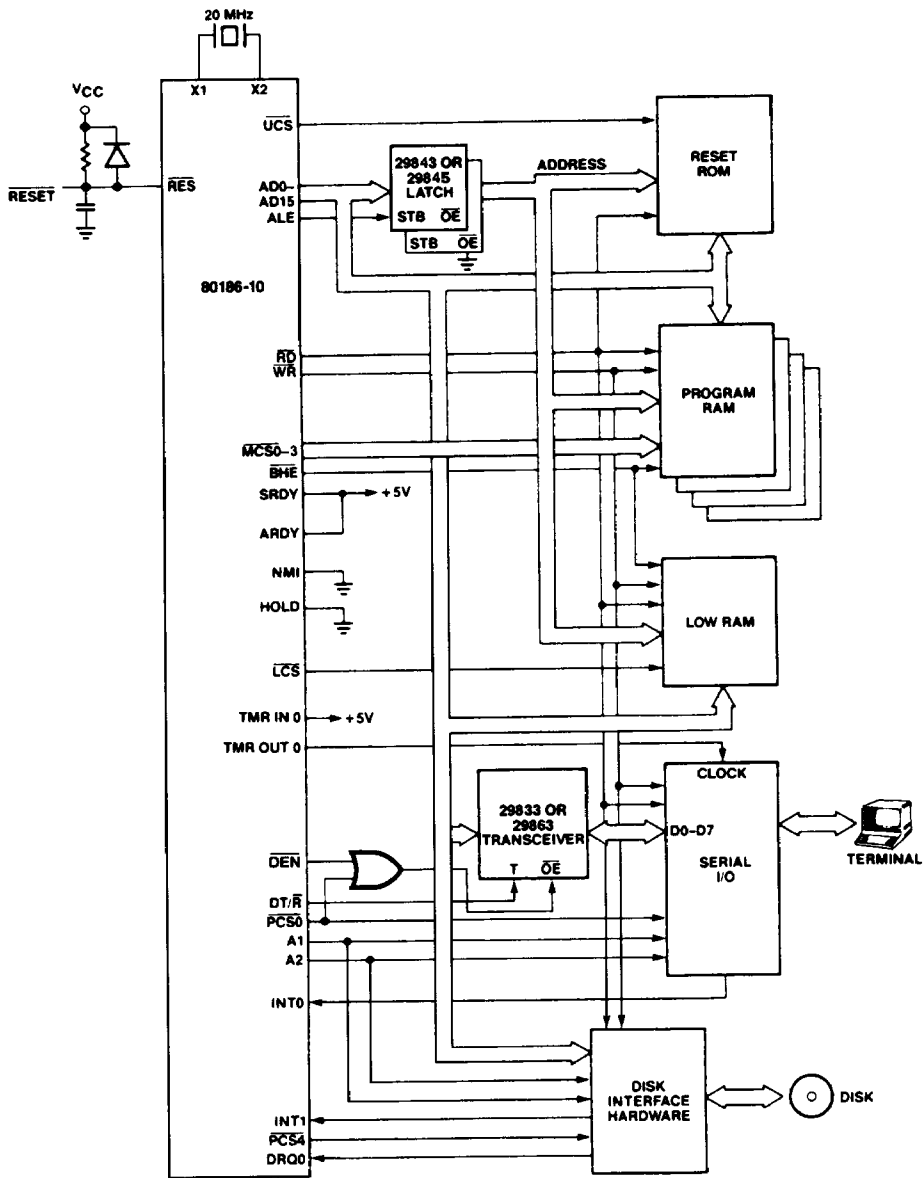 20 MHz
X1
X2
VCC
RESET
RES
UCS
AD0-
AD15
ALE
29843 OR
29845
LATCH
STB OE
STB OE
ADDRESS
RESET
ROM
80186-10
RD
WR
PROGRAM
RAM
MCS0-3
BHE
SRDY
+5V
ARDY
NMI
HOLD
LOW RAM
LCS
TMR IN 0
+5V
TMR OUT 0
CLOCK
29833 OR
29863
TRANSCEIVER
T OE
D0-D7
SERIAL
I/O
TERMINAL
DEN
DT/R
PCS0
A1
A2
INT0
DISK
INTERFACE
HARDWARE
DISK
INT1
PCS4
DRQ0